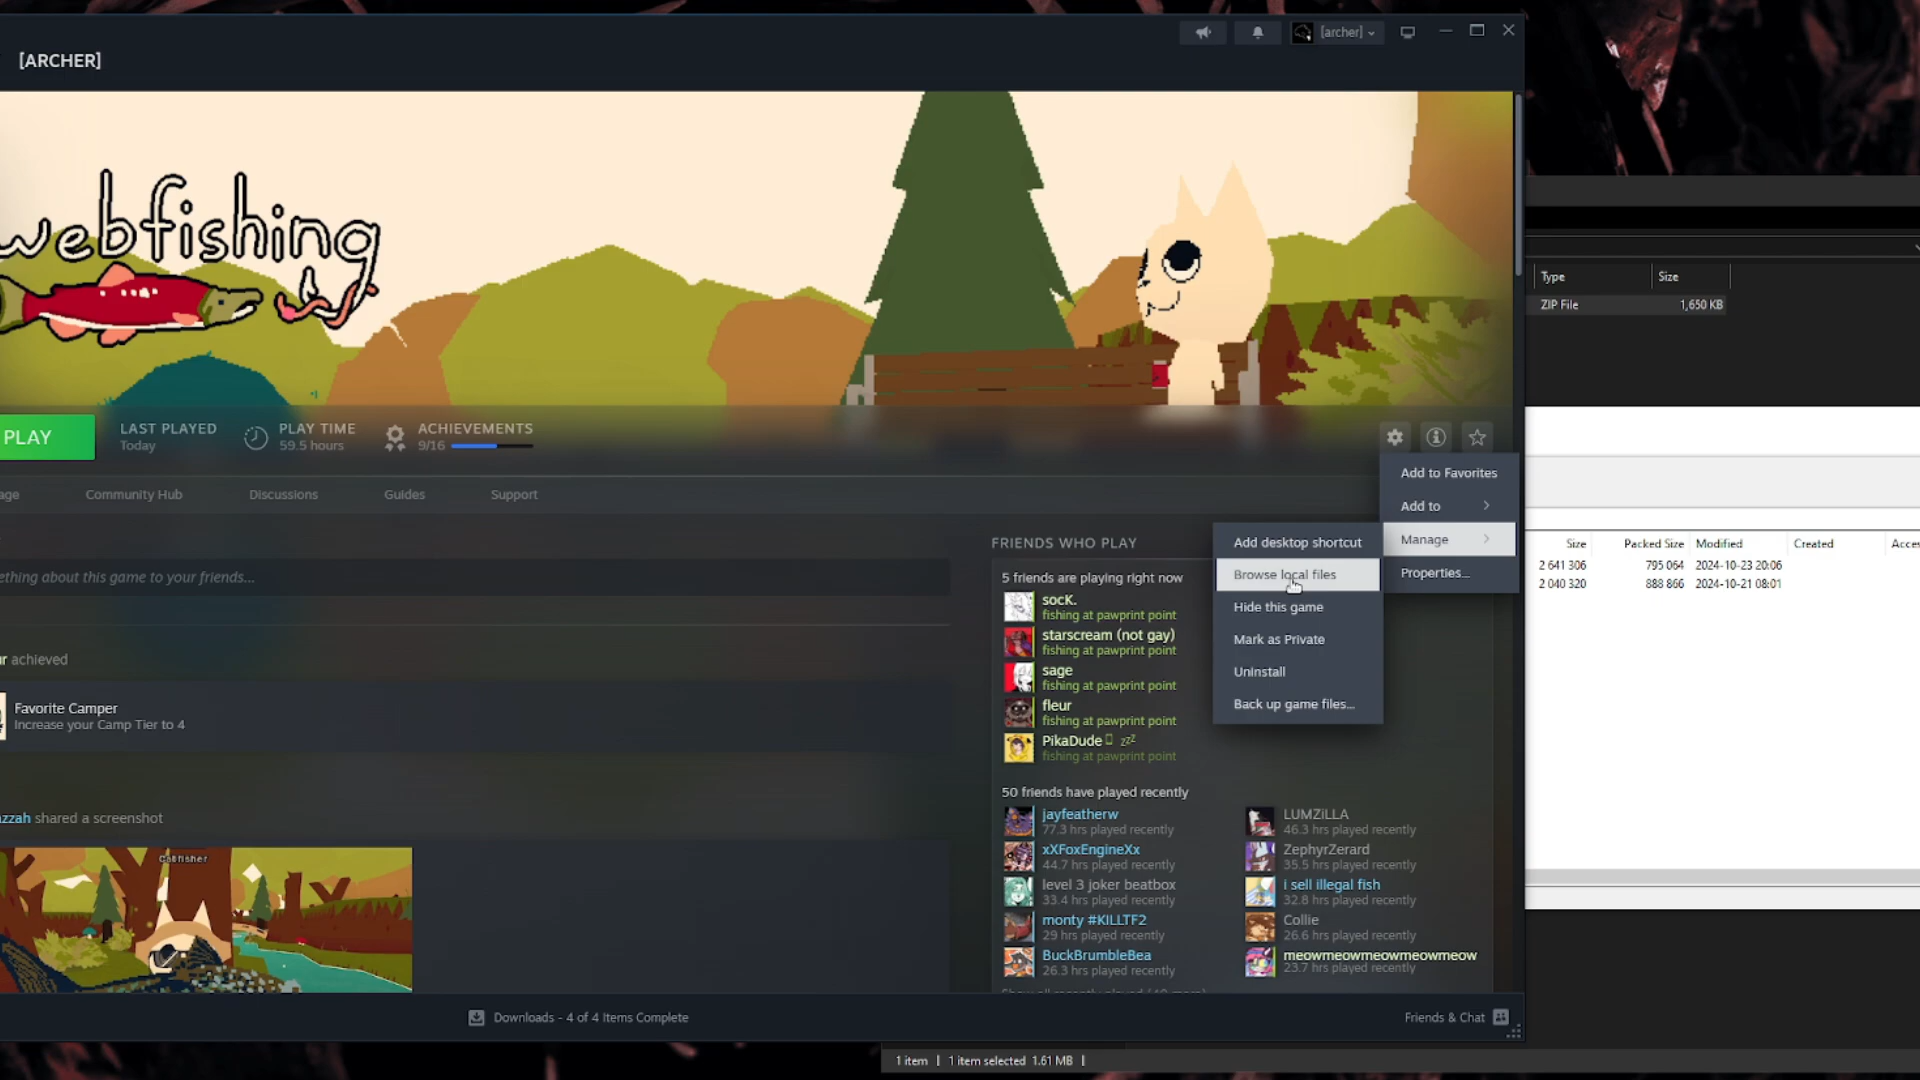 [archer]
[ARCHER]
webfishing
Type
Size
ZIP File
1,650 KB
PLAY
LAST PLAYED
Today
PLAY TIME
59.5 hours
ACHIEVEMENTS
9/16
Add to Favorites
Add to
Manage
Properties...
Community Hub
Discussions
Guides
Support
Add desktop shortcut
Browse local files
Hide this game
Mark as Private
Uninstall
Back up game files...
Size
Packed Size
Modified
Created
2 641 306
795 064
2024-10-23 20:06
2 040 320
888 866
2024-10-21 08:01
FRIENDS WHO PLAY
5 friends are playing right now
socK.
fishing at pawprint point
starscream (not gay)
fishing at pawprint point
sage
fishing at pawprint point
fleur
fishing at pawprint point
PikaDude
zzZ
fishing at pawprint point
about this game to your friends...
achieved
Favorite Camper
Increase your Camp Tier to 4
shared a screenshot
50 friends have played recently
jayfeatherw
77.3 hrs played recently
LUMZiLLA
46.3 hrs played recently
xXFoxEngineXx
44.7 hrs played recently
ZephyrZerard
35.5 hrs played recently
level 3 joker beatbox
33.4 hrs played recently
i sell illegal fish
32.8 hrs played recently
monty #KILLTF2
29 hrs played recently
Collie
26.6 hrs played recently
BuckBrumbleBea
26.3 hrs played recently
meowmeowmeowmeowmeow
23.7 hrs played recently
Downloads - 4 of 4 Items Complete
Friends & Chat
1 item | 1 item selected 1.61 MB |